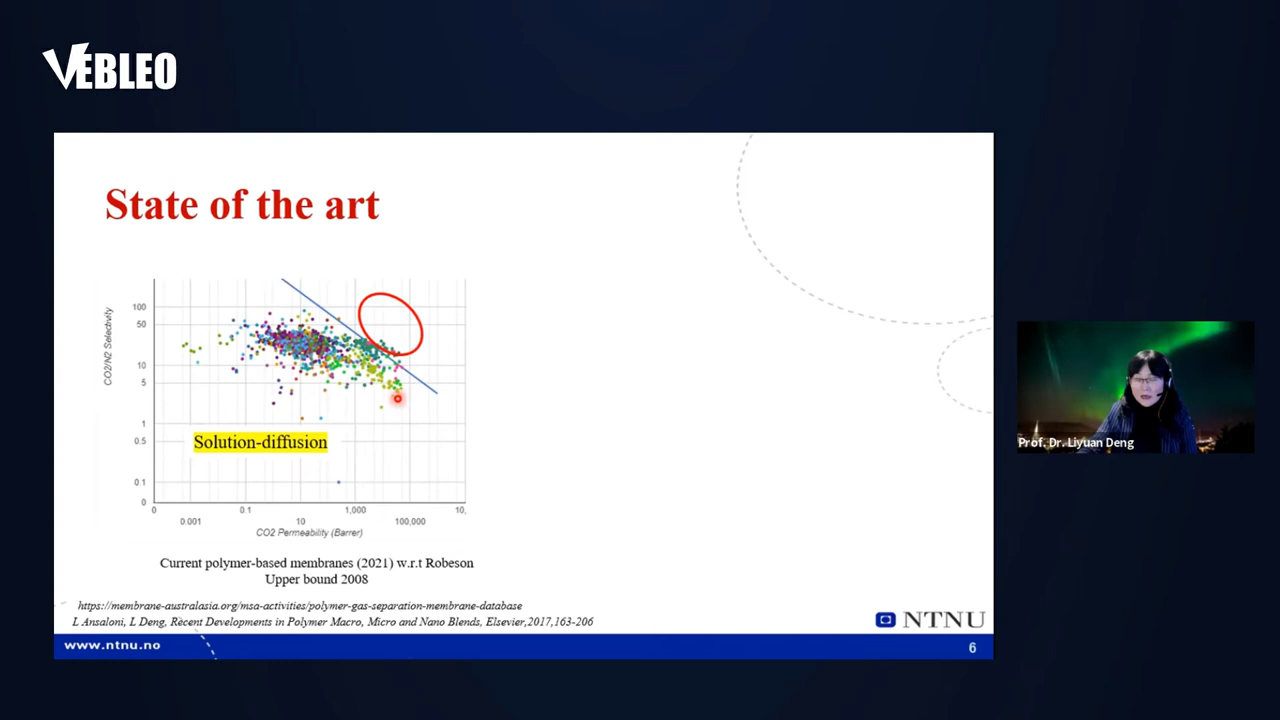 VEBLEO
State of the art
CO2/N2 Selectivity
100
50
10
5
1
0.5
0.1
0
Solution-diffusion
0
0.001
0.1
10
1,000
100,000
10,
CO2 Permeability (Barrer)
Current polymer-based membranes (2021) w.r.t Robeson
Upper bound 2008
https://membrane-australasia.org/msa-activities/polymer-gas-separation-membrane-database
L Ansaloni, L Deng, Recent Developments in Polymer Macro, Micro and Nano Blends, Elsevier,2017,163-206
NTNU
www.ntnu.no
6
Prof. Dr. Liyuan Deng